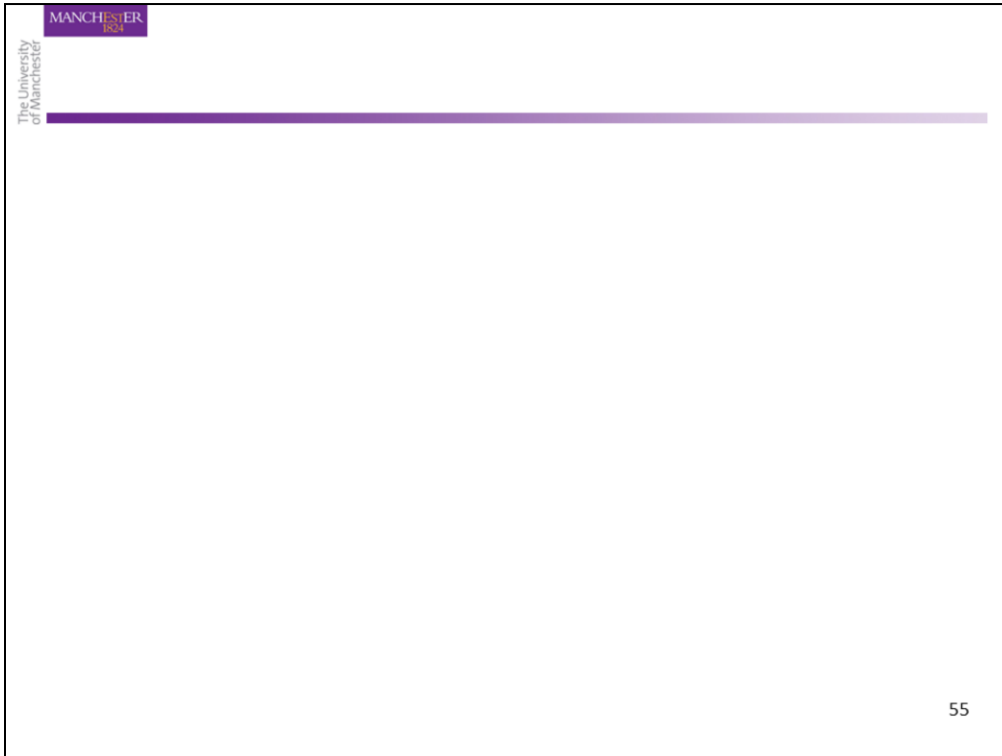 MANCHESTER
1824
The University
of Manchester
55